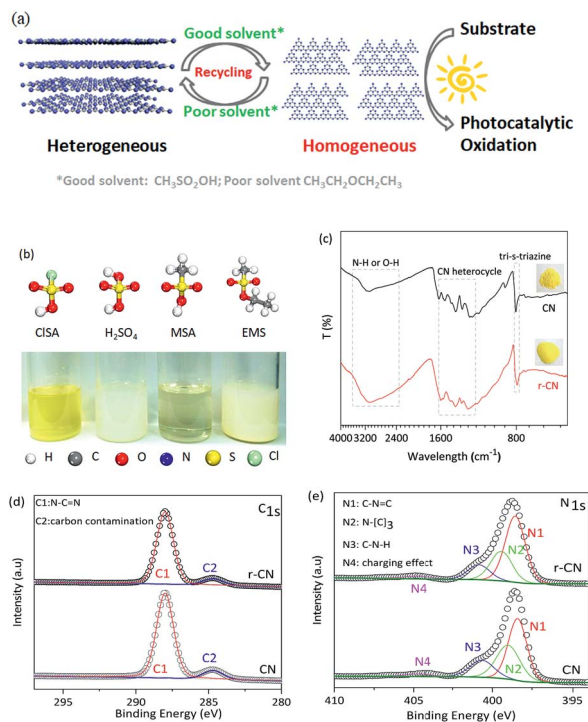 (a)
Good solvent*
Recycling
Poor solvent*
Substrate
Photocatalytic
Oxidation
Heterogeneous
Homogeneous
*Good solvent: CH3SO2OH; Poor solvent CH3CH2OCH2CH3
(b)
ClSA H2SO4 MSA EMS
H C O N S Cl
(c)
N-H or O-H
CN heterocycle
tri-s-triazine
CN
r-CN
T (%)
4000 3200 2400 1600 800
Wavelength (cm-1)
(d)
C1:N-C=N
C2:carbon contamination
C1s
C1
C2
r-CN
C1
C2
CN
Intensity (a.u)
295 290 285 280
Binding Energy (eV)
(e)
N1: C-N=C
N2: N-[C]3
N3: C-N-H
N4: charging effect
N1s
N1
N2
N3
N4
r-CN
N1
N2
N3
N4
CN
Intensity (a.u)
410 405 400 395
Binding Energy (eV)